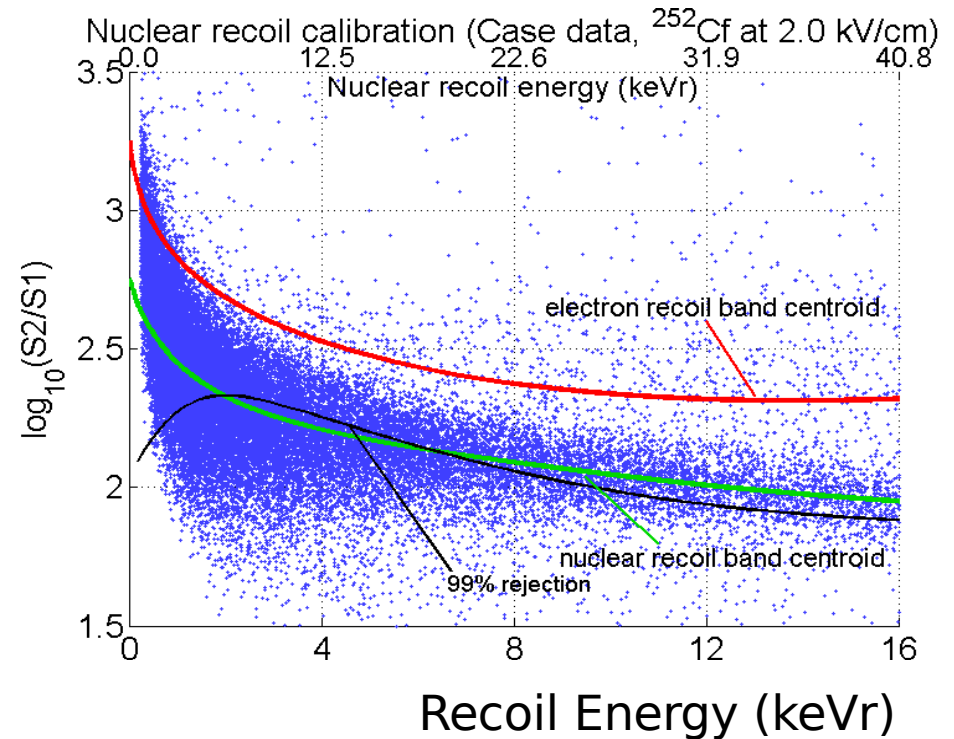 Nuclear recoil calibration (Case data, ²⁵²Cf at 2.0 kV/cm)
0.0 12.5 22.6 31.9 40.8
Nuclear recoil energy (keVr)
3.5
3
2.5
2
1.5
log₁₀(S2/S1)
electron recoil band centroid
nuclear recoil band centroid
99% rejection
0 4 8 12 16
Recoil Energy (keVr)